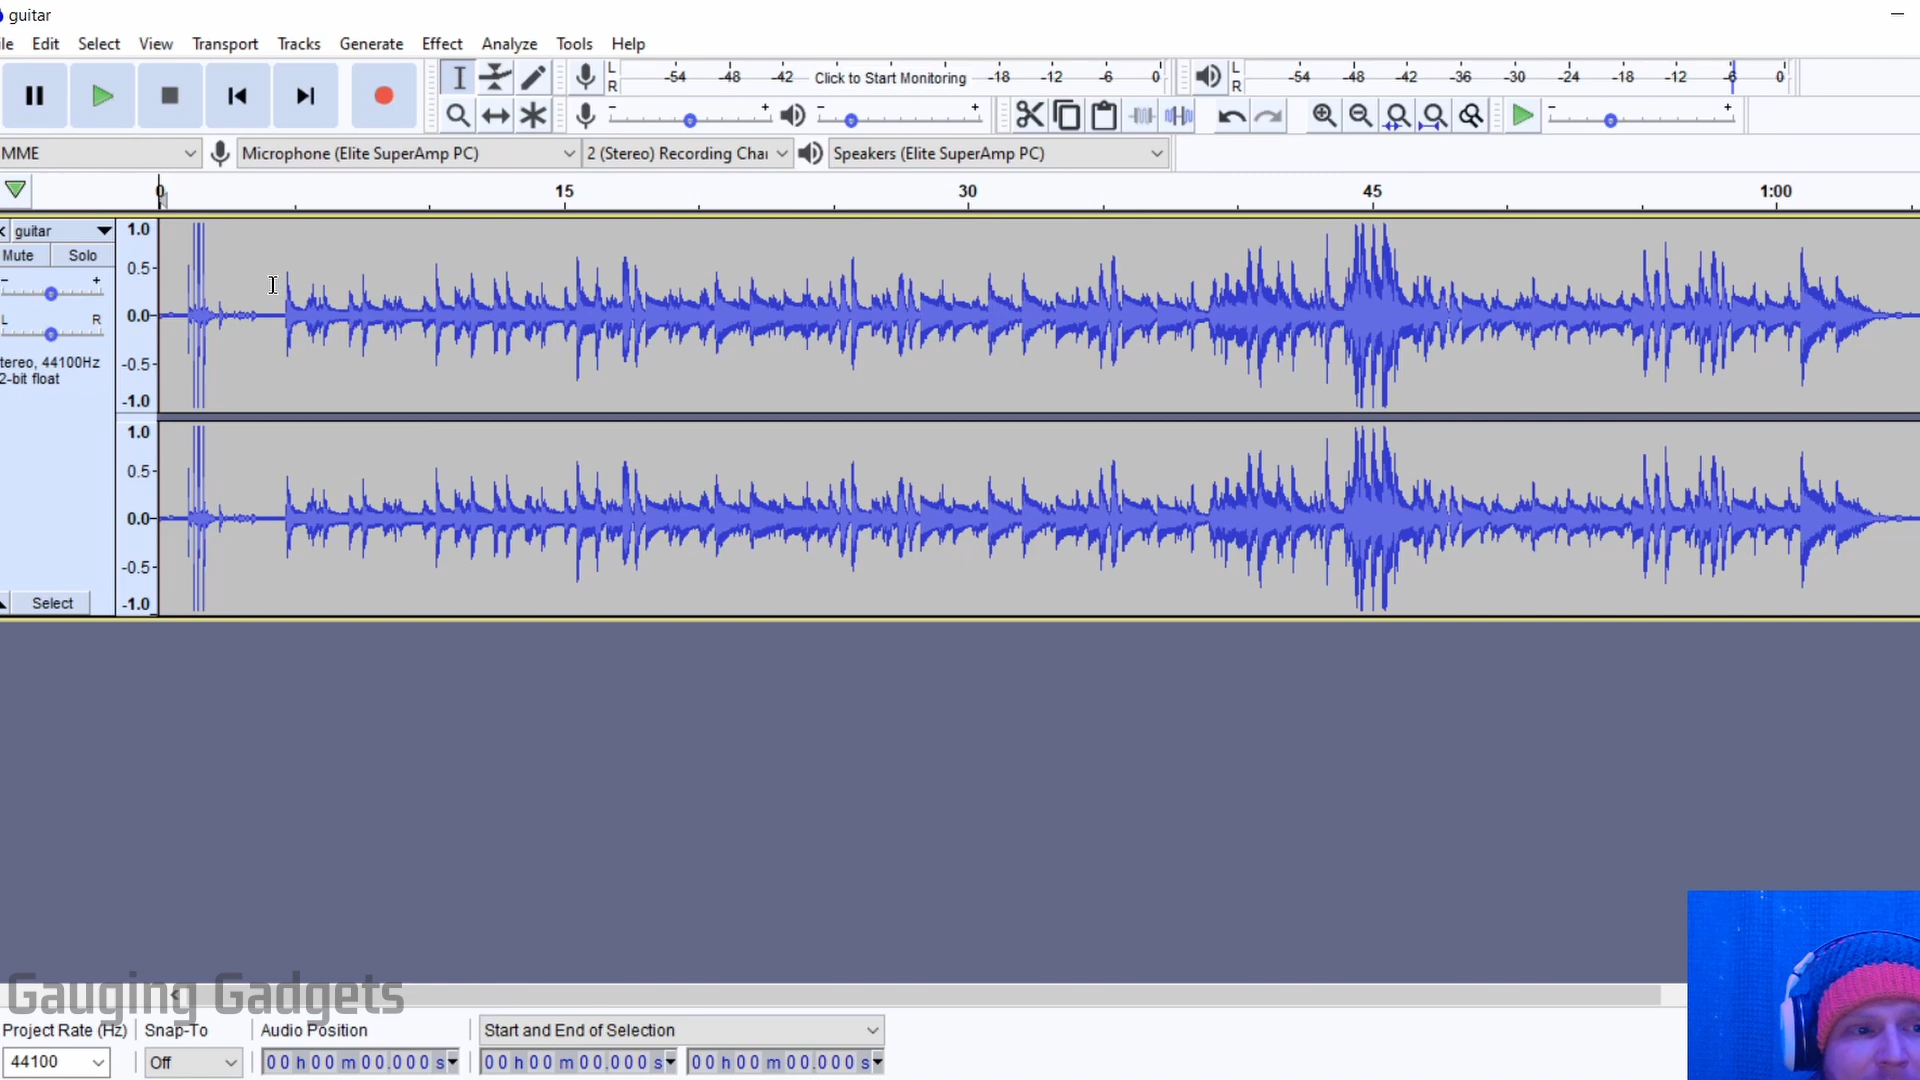 guitar
ile Edit Select View Transport Tracks Generate Effect Analyze Tools Help
L R -54 -48 -42 Click to Start Monitoring -18 -12 -6 0 L R -54 -48 -42 -36 -30 -24 -18 -12 -6 0
- + - + - +
MME Microphone (Elite SuperAmp PC) 2 (Stereo) Recording Chai Speakers (Elite SuperAmp PC)
0 15 30 45 1:00
guitar
Mute Solo
- +
L R
tereo, 44100Hz
2-bit float
Select
1.0
0.5
0.0
-0.5
-1.0
1.0
0.5
0.0
-0.5
-1.0
Gauging Gadgets
Project Rate (Hz) Snap-To Audio Position Start and End of Selection
44100 Off 00 h 00 m 00.000 s 00 h 00 m 00.000 s 00 h 00 m 00.000 s